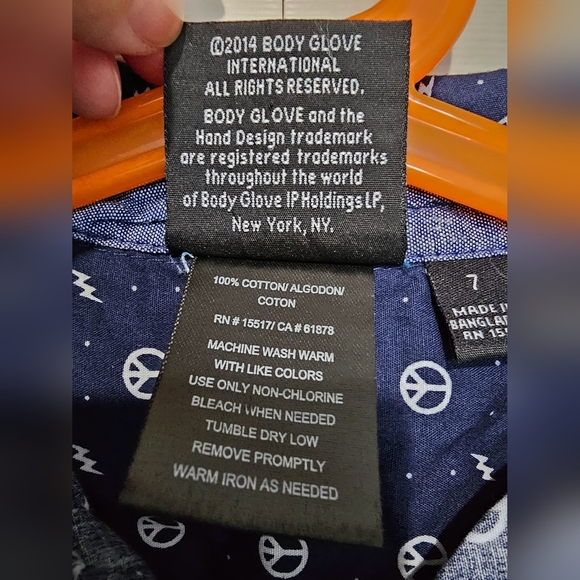 ©2014 BODY GLOVE
INTERNATIONAL
ALL RIGHTS RESERVED.
BODY GLOVE and the
Hand Design trademark
are registered trademarks
throughout the world
of Body Glove IP Holdings LP,
New York, NY.
100% COTTON/ ALGODON/
COTON
RN # 15517/ CA # 61878
MACHINE WASH WARM
WITH LIKE COLORS
USE ONLY NON-CHLORINE
BLEACH WHEN NEEDED
TUMBLE DRY LOW
REMOVE PROMPTLY
WARM IRON AS NEEDED
7
MADE
RN